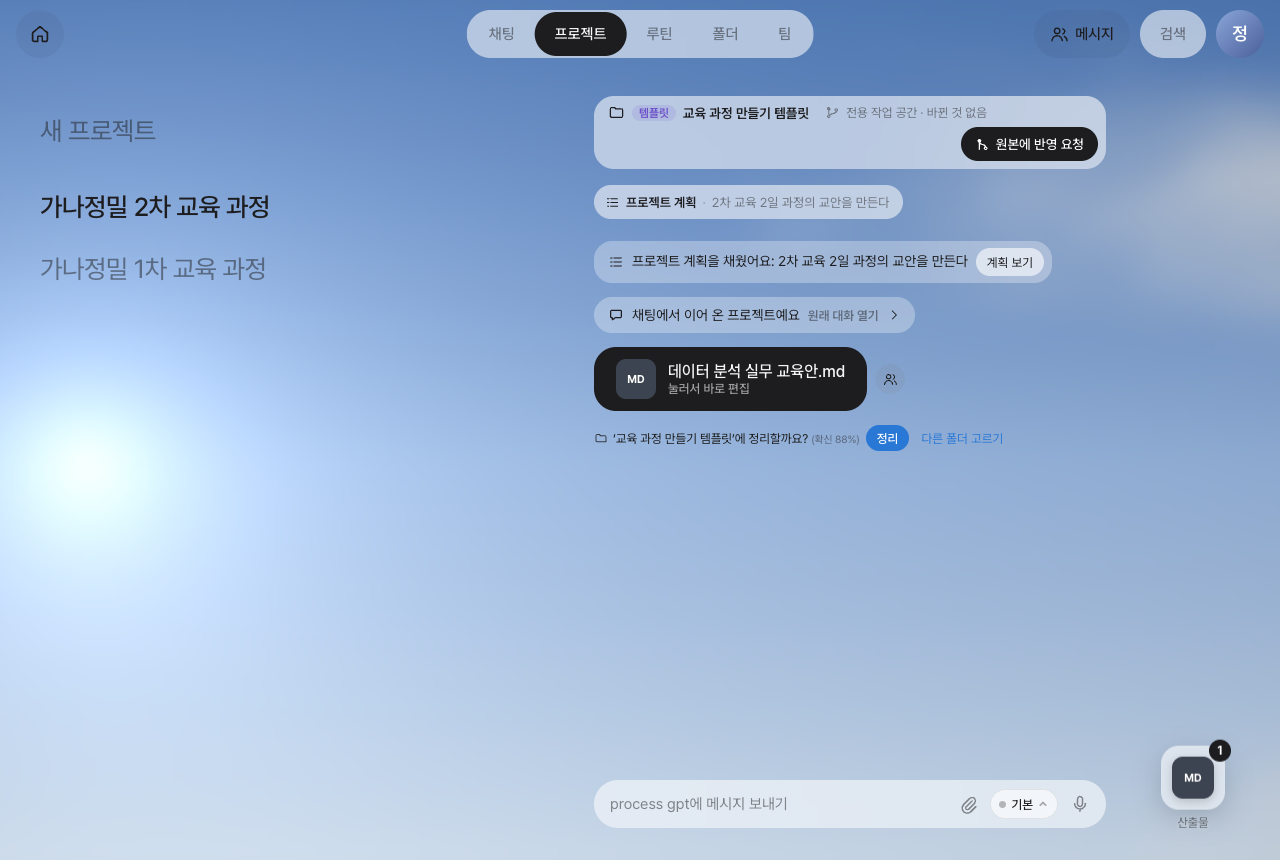 채팅
프로젝트
루틴
폴더
팀
메시지
검색
정
새 프로젝트
가나정밀 2차 교육 과정
가나정밀 1차 교육 과정
템플릿 교육 과정 만들기 템플릿 전용 작업 공간 · 바뀐 것 없음
원본에 반영 요청
프로젝트 계획 · 2차 교육 2일 과정의 교안을 만든다
프로젝트 계획을 채웠어요: 2차 교육 2일 과정의 교안을 만든다 계획 보기
채팅에서 이어 온 프로젝트예요 원래 대화 열기
MD 데이터 분석 실무 교육안.md
눌러서 바로 편집
'교육 과정 만들기 템플릿'에 정리할까요? (확신 88%) 정리 다른 폴더 고르기
process gpt에 메시지 보내기
기본
1
MD
산출물